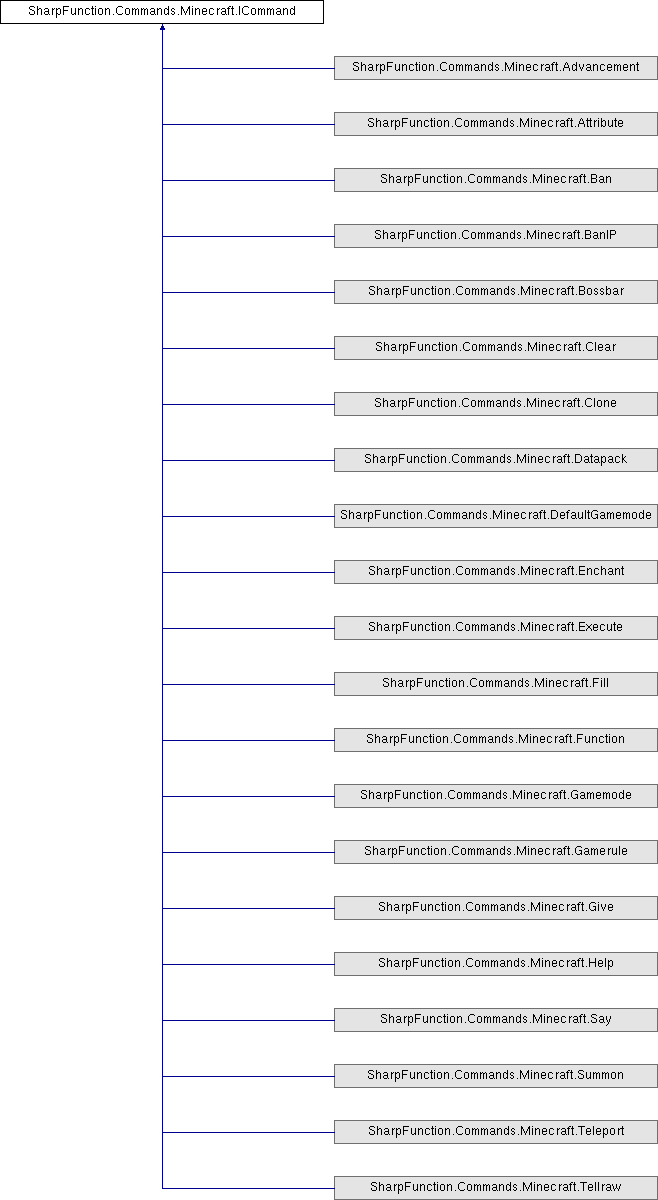 SharpFunction.Commands.Minecraft.ICommand
SharpFunction.Commands.Minecraft.Advancement
SharpFunction.Commands.Minecraft.Attribute
SharpFunction.Commands.Minecraft.Ban
SharpFunction.Commands.Minecraft.BanIP
SharpFunction.Commands.Minecraft.Bossbar
SharpFunction.Commands.Minecraft.Clear
SharpFunction.Commands.Minecraft.Clone
SharpFunction.Commands.Minecraft.Datapack
SharpFunction.Commands.Minecraft.DefaultGamemode
SharpFunction.Commands.Minecraft.Enchant
SharpFunction.Commands.Minecraft.Execute
SharpFunction.Commands.Minecraft.Fill
SharpFunction.Commands.Minecraft.Function
SharpFunction.Commands.Minecraft.Gamemode
SharpFunction.Commands.Minecraft.Gamerule
SharpFunction.Commands.Minecraft.Give
SharpFunction.Commands.Minecraft.Help
SharpFunction.Commands.Minecraft.Say
SharpFunction.Commands.Minecraft.Summon
SharpFunction.Commands.Minecraft.Teleport
SharpFunction.Commands.Minecraft.Tellraw